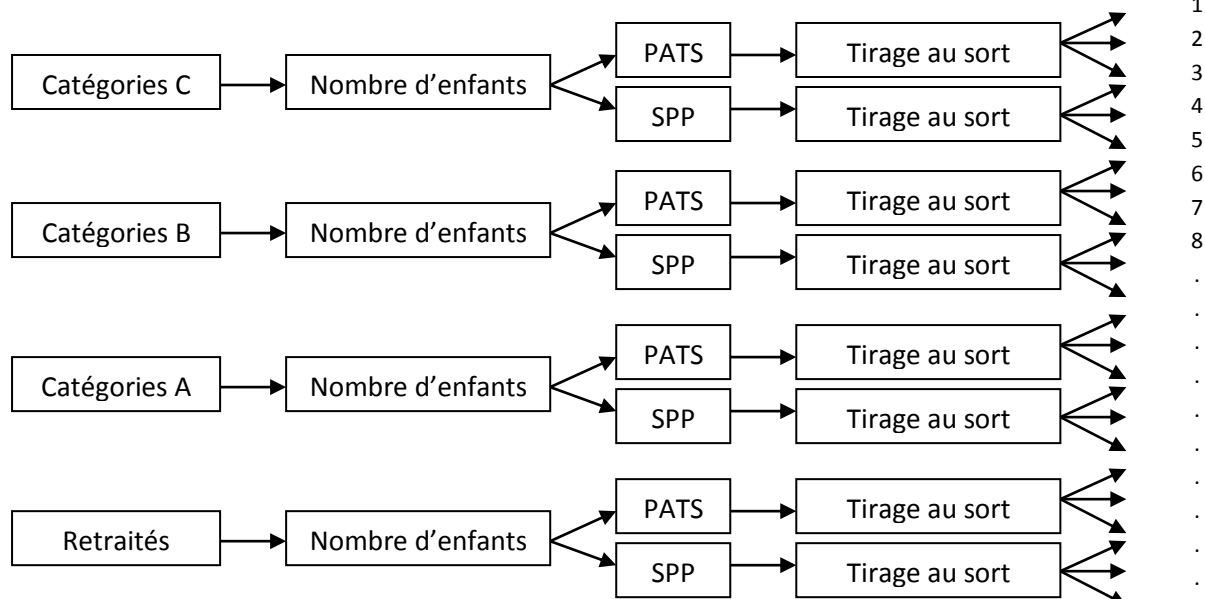 1
PATS
Tirage au sort
2
Catégories C
Nombre d’enfants
3
SPP
Tirage au sort
4
5
6
PATS
Tirage au sort
7
Catégories B
Nombre d’enfants
8
SPP
Tirage au sort
.
.
PATS
Tirage au sort
.
Catégories A
Nombre d’enfants
.
SPP
Tirage au sort
.
.
.
PATS
Tirage au sort
.
Retraités
Nombre d’enfants
.
SPP
Tirage au sort
.